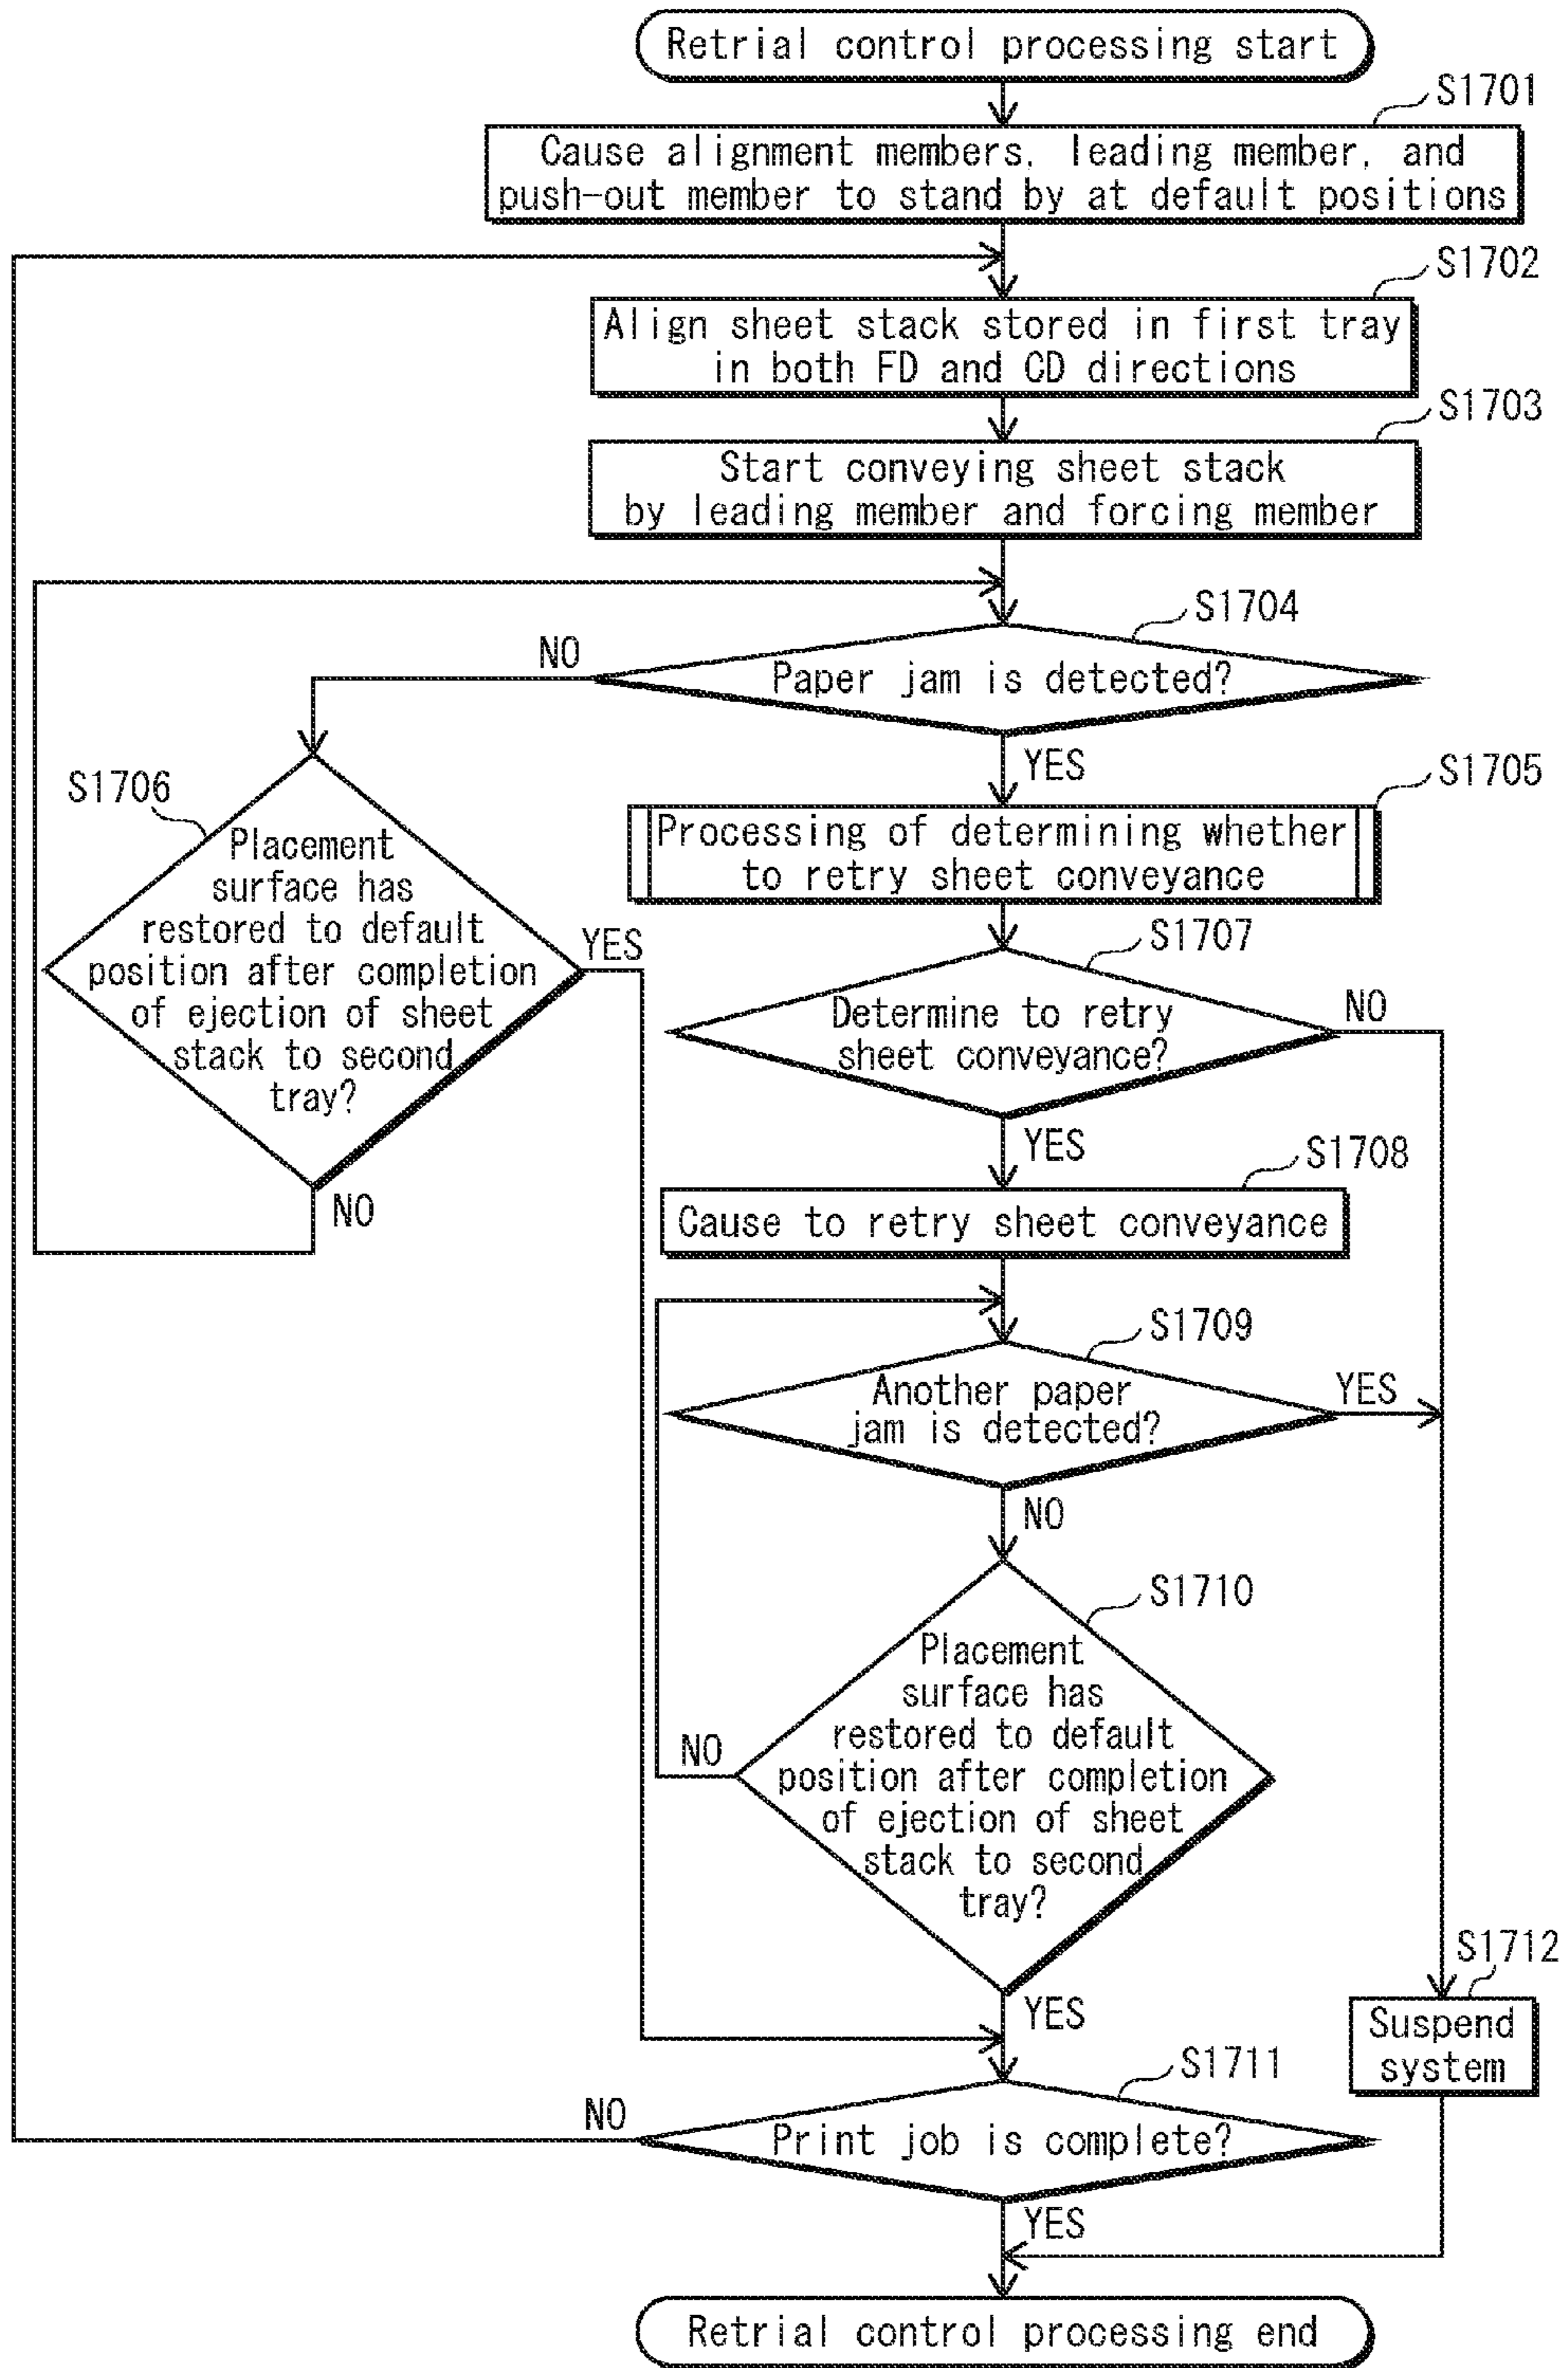 Retrial control processing start
S1701
Cause alignment members, leading member, and
push-out member to stand by at default positions
S1702
Align sheet stack stored in first tray
in both FD and CD directions
S1703
Start conveying sheet stack
by leading member and forcing member
S1704
NO
Paper jam is detected?
YES
S1705
Processing of determining whether
to retry sheet conveyance
S1706
Placement
surface has
restored to default
position after completion
of ejection of sheet
stack to second
tray?
YES
NO
S1707
Determine to retry
sheet conveyance?
NO
YES
S1708
Cause to retry sheet conveyance
S1709
Another paper
jam is detected?
YES
NO
S1710
Placement
surface has
restored to default
position after completion
of ejection of sheet
stack to second
tray?
NO
YES
S1712
Suspend
system
S1711
NO
Print job is complete?
YES
Retrial control processing end